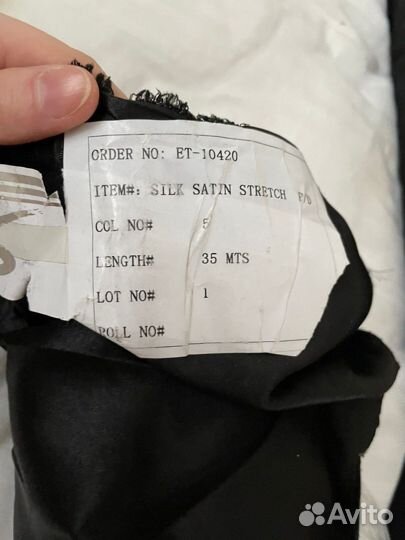 ORDER NO: ET-10420
ITEM#: SILK SATIN STRETCH P/D
COL NO# 5
LENGTH# 35 MTS
LOT NO# 1
ROLL NO#
Avito